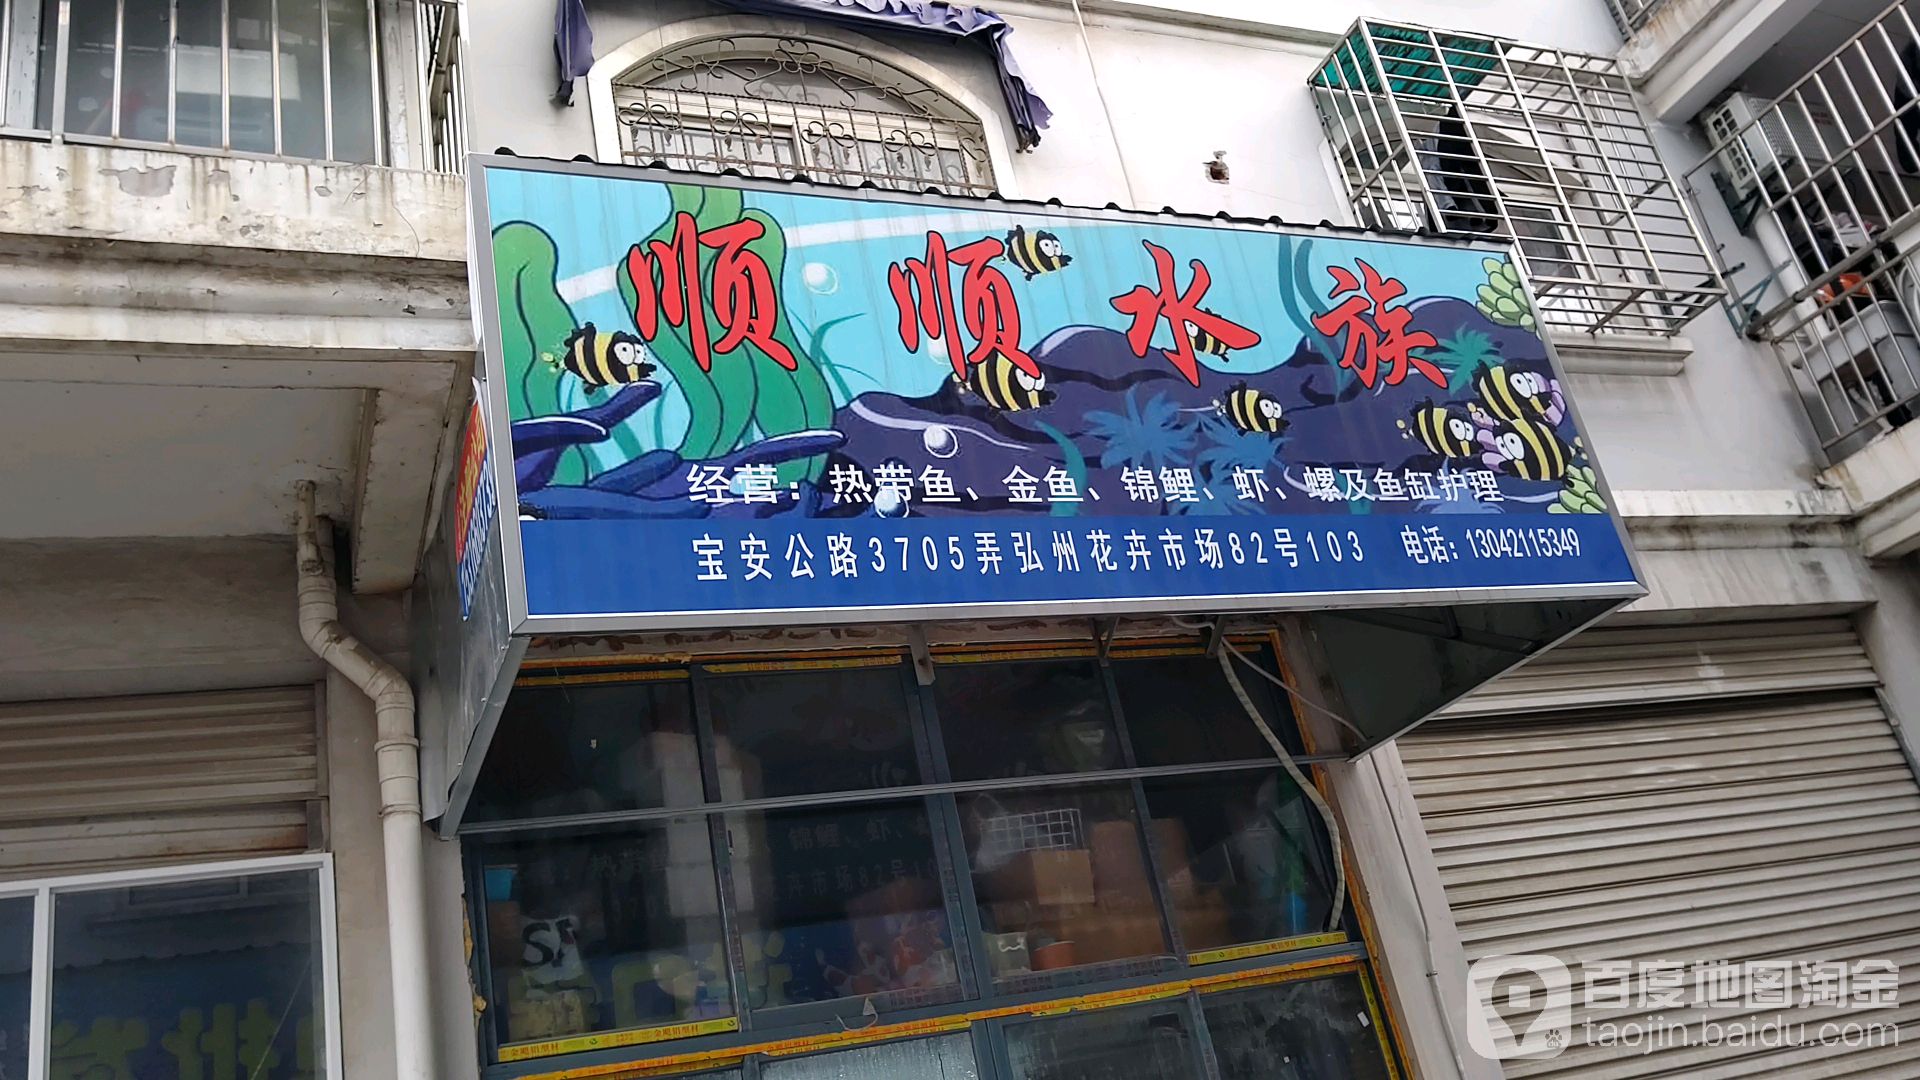 顺顺水族
经营：热带鱼、金鱼、锦鲤、虾、螺及鱼缸护理
宝安公路3705弄弘州花卉市场82号103 电话：13042115349
百度地图淘金
taojin.baidu.com